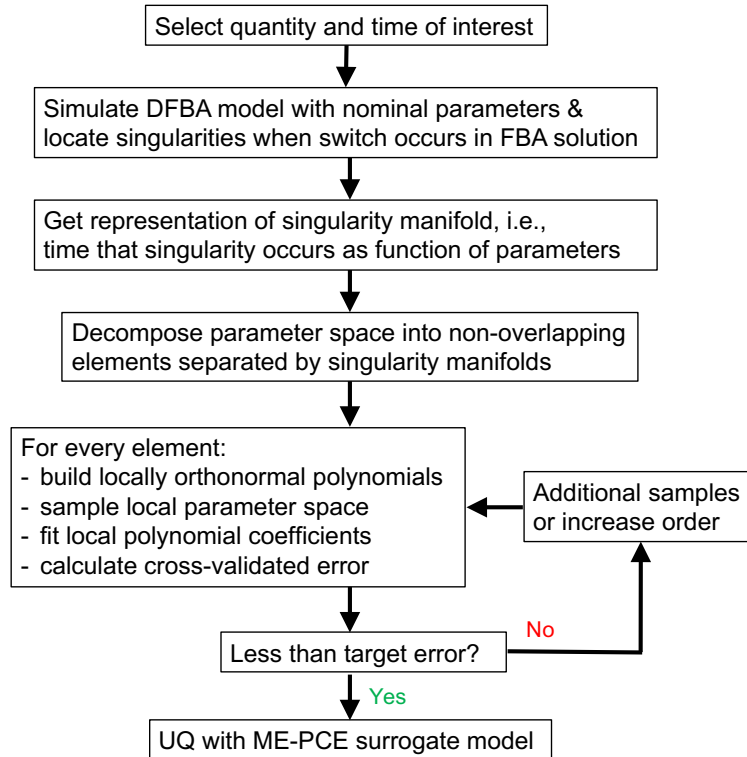 Select quantity and time of interest
Simulate DFBA model with nominal parameters &
locate singularities when switch occurs in FBA solution
Get representation of singularity manifold, i.e.,
time that singularity occurs as function of parameters
Decompose parameter space into non-overlapping
elements separated by singularity manifolds
For every element:
- build locally orthonormal polynomials
- sample local parameter space
- fit local polynomial coefficients
- calculate cross-validated error
Additional samples
or increase order
Less than target error?
No
Yes
UQ with ME-PCE surrogate model